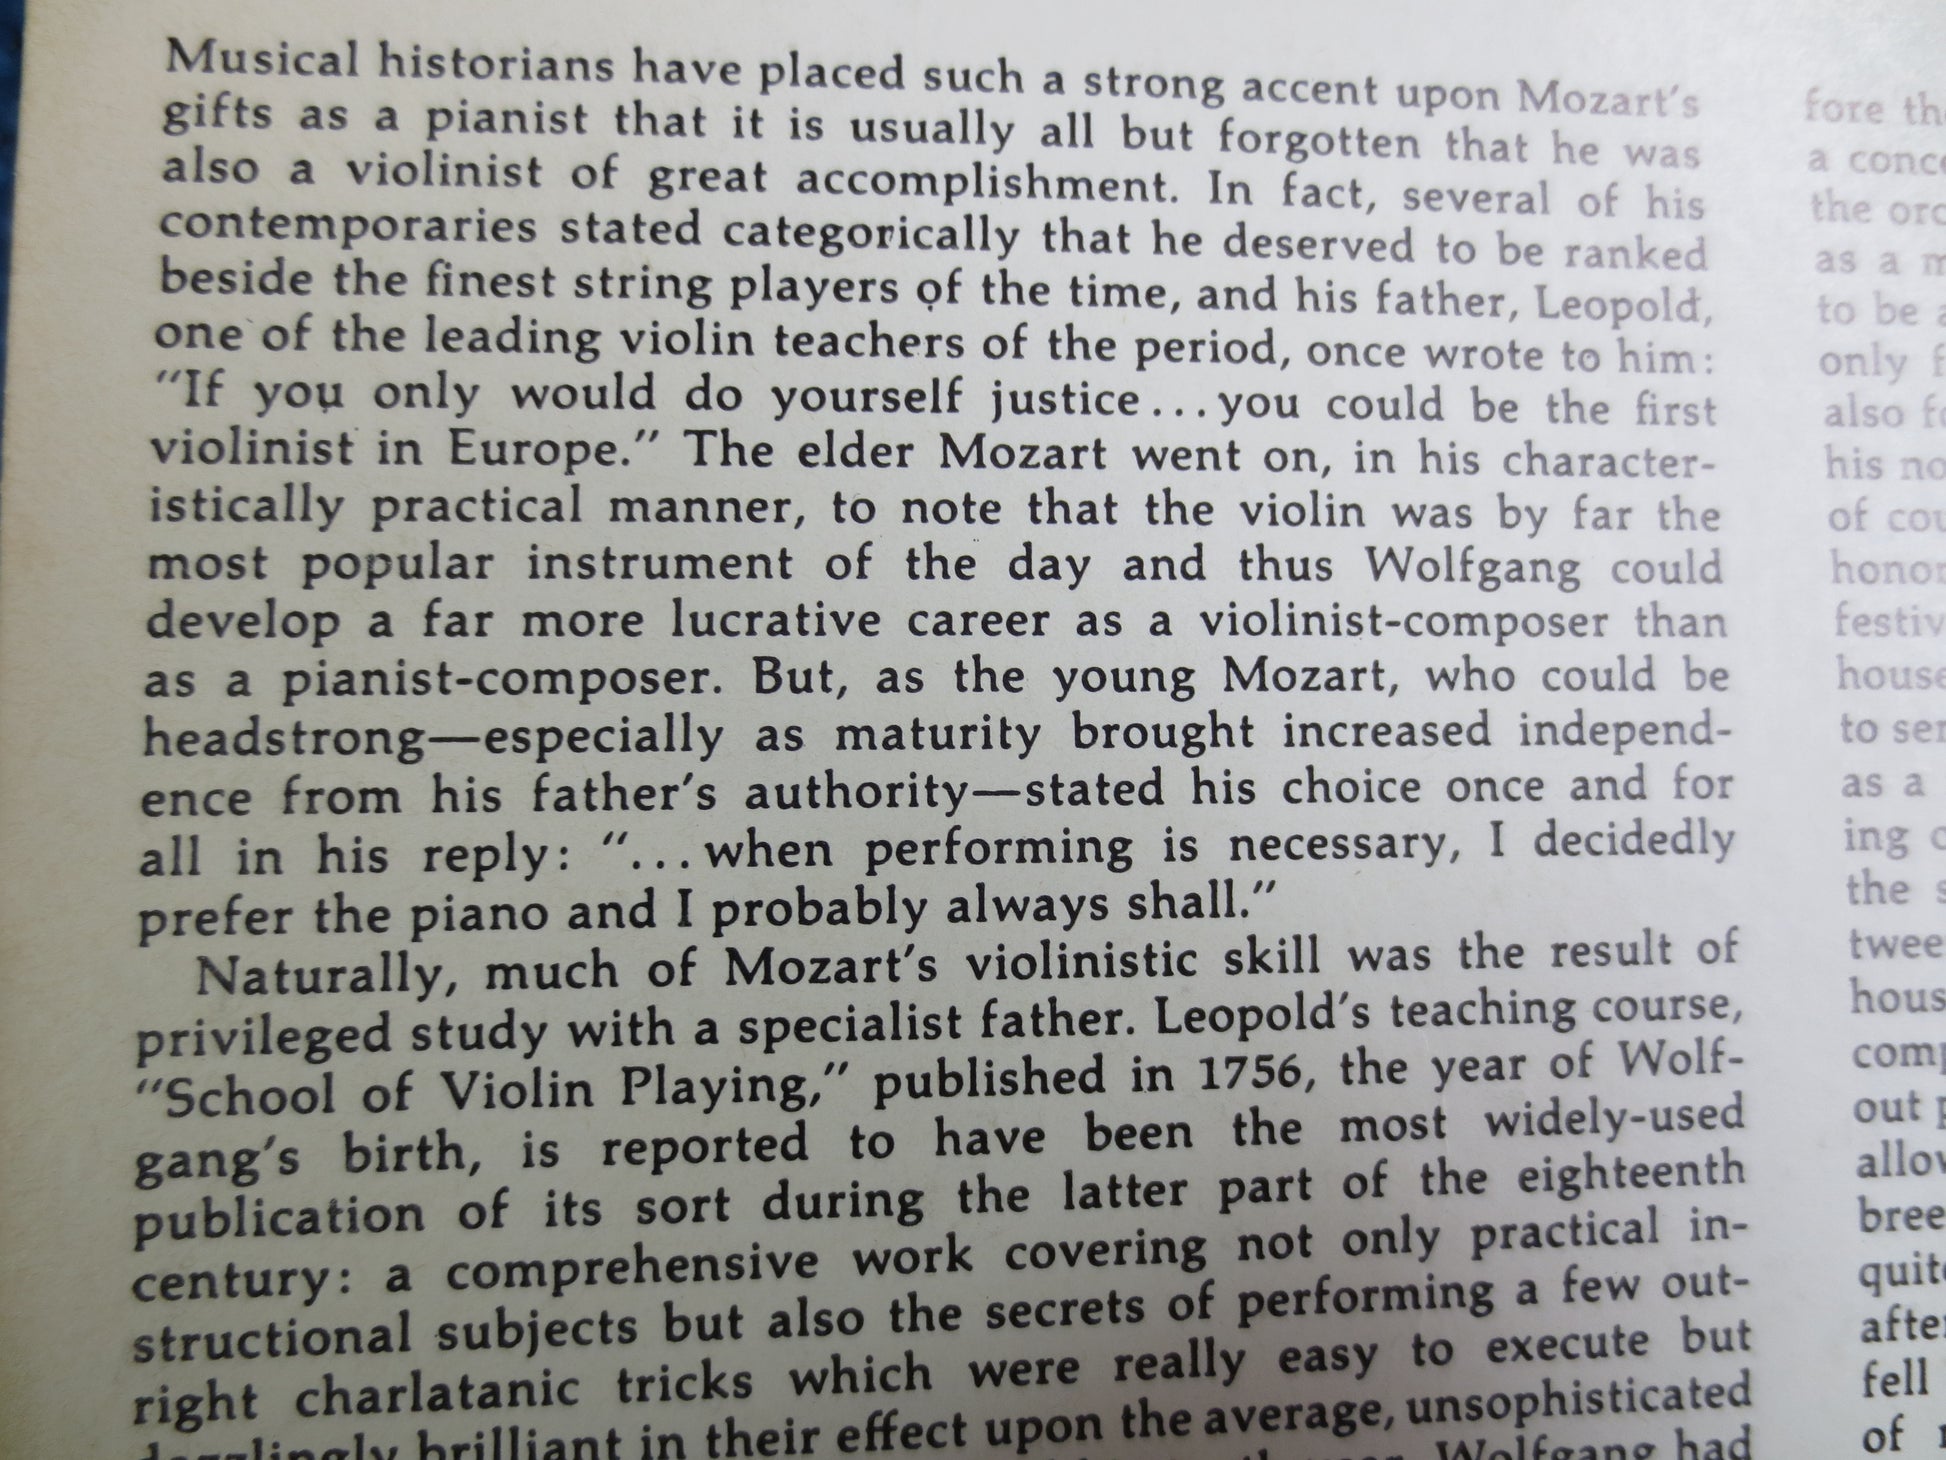 Musical historians have placed such a strong accent upon Mozart's
gifts as a pianist that it is usually all but forgotten that he was
also a violinist of great accomplishment. In fact, several of his
contemporaries stated categorically that he deserved to be ranked
beside the finest string players of the time, and his father, Leopold,
one of the leading violin teachers of the period, once wrote to him:
"If you only would do yourself justice...you could be the first
violinist in Europe." The elder Mozart went on, in his character-
istically practical manner, to note that the violin was by far the
most popular instrument of the day and thus Wolfgang could
develop a far more lucrative career as a violinist-composer than
as a pianist-composer. But, as the young Mozart, who could be
headstrong—especially as maturity brought increased independ-
ence from his father's authority—stated his choice once and for
all in his reply: "...when performing is necessary, I decidedly
prefer the piano and I probably always shall."
Naturally, much of Mozart's violinistic skill was the result of
privileged study with a specialist father. Leopold's teaching course,
"School of Violin Playing," published in 1756, the year of Wolf-
gang's birth, is reported to have been the most widely-used
publication of its sort during the latter part of the eighteenth
century: a comprehensive work covering not only practical in-
structional subjects but also the secrets of performing a few out-
right charlatanic tricks which were really easy to execute but
dazzlingly brilliant in their effect upon the average, unsophisticated
Wolfgang had
fore
a
the
as a
to be
only
also
his
of
honor
festiv
house
to
as a
ing
the
twee
hous
com
out
allow
bree
quit
after
fell
of